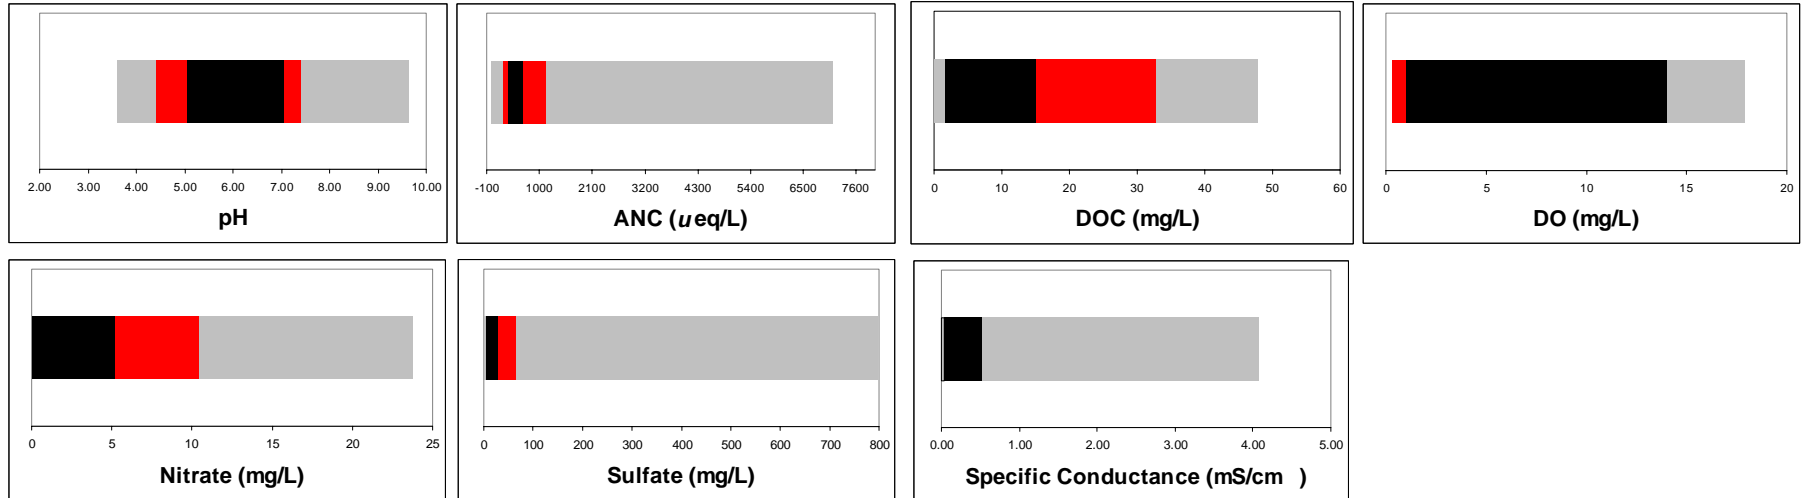 2.00 3.00 4.00 5.00 6.00 7.00 8.00 9.00 10.00
pH
-100 1000 2100 3200 4300 5400 6500 7600
ANC (ueq/L)
0 10 20 30 40 50 60
DOC (mg/L)
0 5 10 15 20
DO (mg/L)
0 5 10 15 20 25
Nitrate (mg/L)
0 100 200 300 400 500 600 700 800
Sulfate (mg/L)
0.00 1.00 2.00 3.00 4.00 5.00
Specific Conductance (mS/cm )